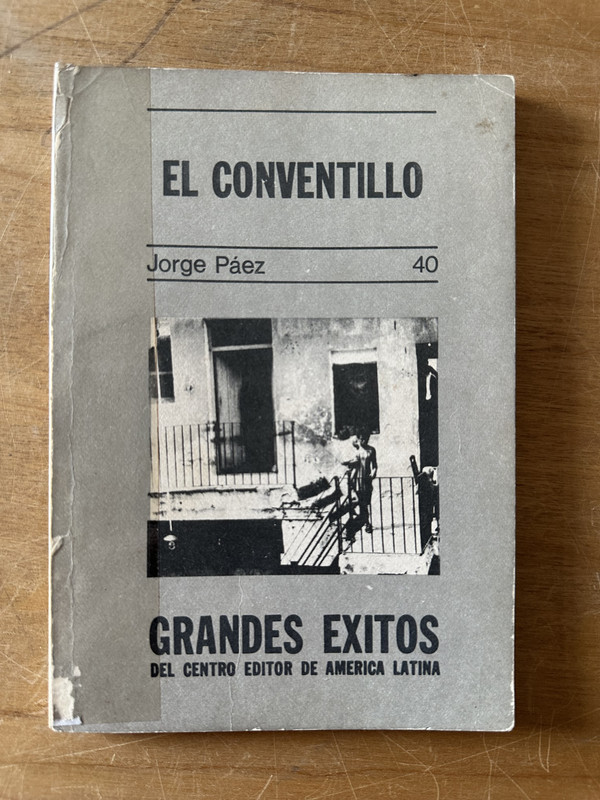 EL CONVENTILLO
Jorge Páez 40
GRANDES EXITOS
DEL CENTRO EDITOR DE AMERICA LATINA